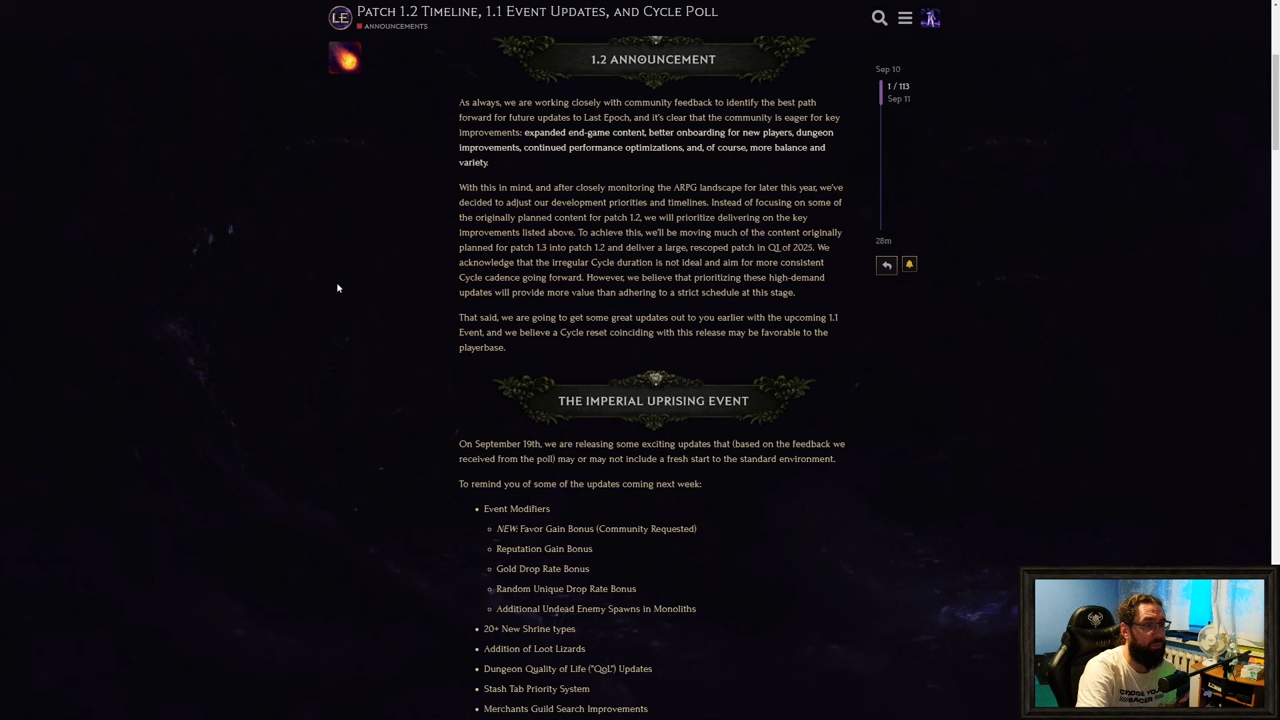 LE
PATCH 1.2 TIMELINE, 1.1 EVENT UPDATES, AND CYCLE POLL
ANNOUNCEMENTS
1.2 ANNOUNCEMENT
As always, we are working closely with community feedback to identify the best path
forward for future updates to Last Epoch, and it's clear that the community is eager for key
improvements: expanded end-game content, better onboarding for new players, dungeon
improvements, continued performance optimizations, and, of course, more balance and
variety.
With this in mind, and after closely monitoring the ARPG landscape for later this year, we've
decided to adjust our development priorities and timelines. Instead of focusing on some of
the originally planned content for patch 1.2, we will prioritize delivering on the key
improvements listed above. To achieve this, we'll be moving much of the content originally
planned for patch 1.3 into patch 1.2 and deliver a large, rescoped patch in Q1 of 2025. We
acknowledge that the irregular Cycle duration is not ideal and aim for more consistent
Cycle cadence going forward. However, we believe that prioritizing these high-demand
updates will provide more value than adhering to a strict schedule at this stage.
That said, we are going to get some great updates out to you earlier with the upcoming 1.1
Event, and we believe a Cycle reset coinciding with this release may be favorable to the
playerbase.
THE IMPERIAL UPRISING EVENT
On September 19th, we are releasing some exciting updates that (based on the feedback we
received from the poll) may or may not include a fresh start to the standard environment.
To remind you of some of the updates coming next week:
• Event Modifiers
NEW: Favor Gain Bonus (Community Requested)
Reputation Gain Bonus
Gold Drop Rate Bonus
Random Unique Drop Rate Bonus
Additional Undead Enemy Spawns in Monoliths
• 20+ New Shrine types
• Addition of Loot Lizards
• Dungeon Quality of Life ("QoL") Updates
• Stash Tab Priority System
• Merchants Guild Search Improvements
Sep 10
1 / 113
Sep 11
28m
CHOOSE YOUR